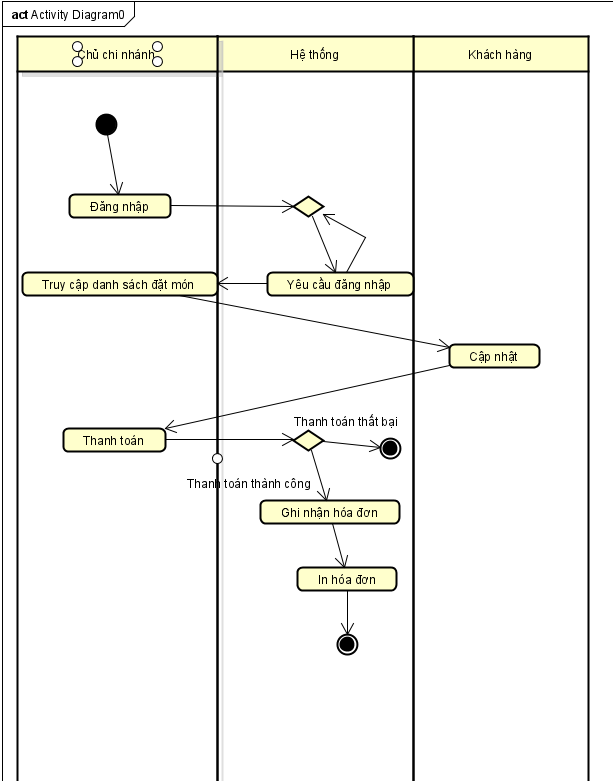 act Activity Diagram0
Chủ chi nhánh
Hệ thống
Khách hàng
Đăng nhập
Truy cập danh sách đặt món
Yêu cầu đăng nhập
Cập nhật
Thanh toán thất bại
Thanh toán
Thanh toán thành công
Ghi nhận hóa đơn
In hóa đơn